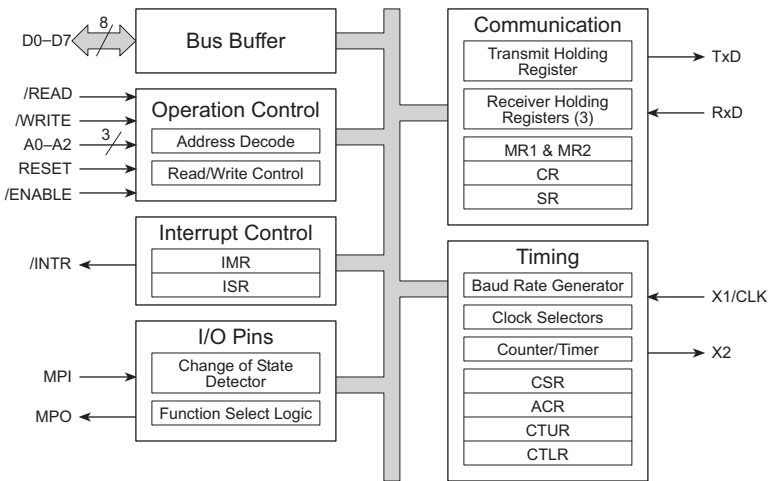 D0–D7
8
Bus Buffer
/READ
/WRITE
A0–A2
3
RESET
/ENABLE
Operation Control
Address Decode
Read/Write Control
/INTR
Interrupt Control
IMR
ISR
I/O Pins
MPI
Change of State
Detector
MPO
Function Select Logic
Communication
Transmit Holding
Register
TxD
Receiver Holding
Registers (3)
RxD
MR1 & MR2
CR
SR
Timing
Baud Rate Generator
X1/CLK
Clock Selectors
Counter/Timer
X2
CSR
ACR
CTUR
CTLR